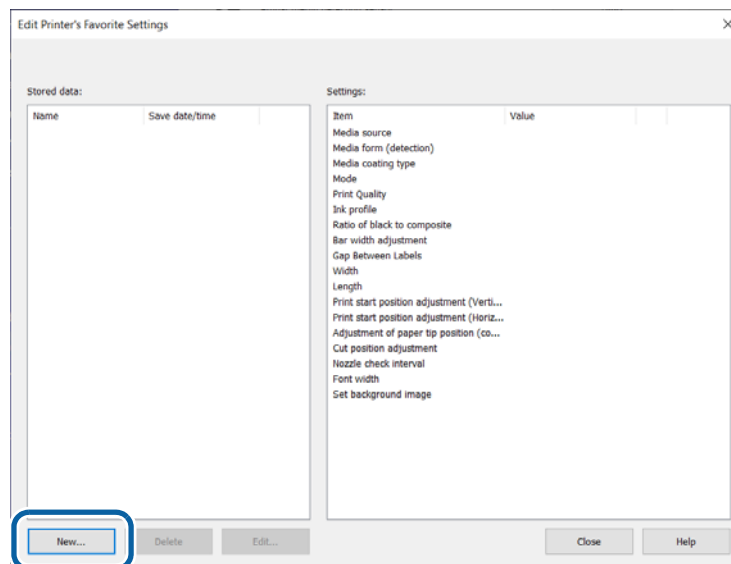 Edit Printer's Favorite Settings
Stored data:
Settings:
Name Save date/time
Item Value
Media source
Media form (detection)
Media coating type
Mode
Print Quality
Ink profile
Ratio of black to composite
Bar width adjustment
Gap Between Labels
Width
Length
Print start position adjustment (Verti...
Print start position adjustment (Horiz...
Adjustment of paper tip position (co...
Cut position adjustment
Nozzle check interval
Font width
Set background image
New... Delete Edit... Close Help